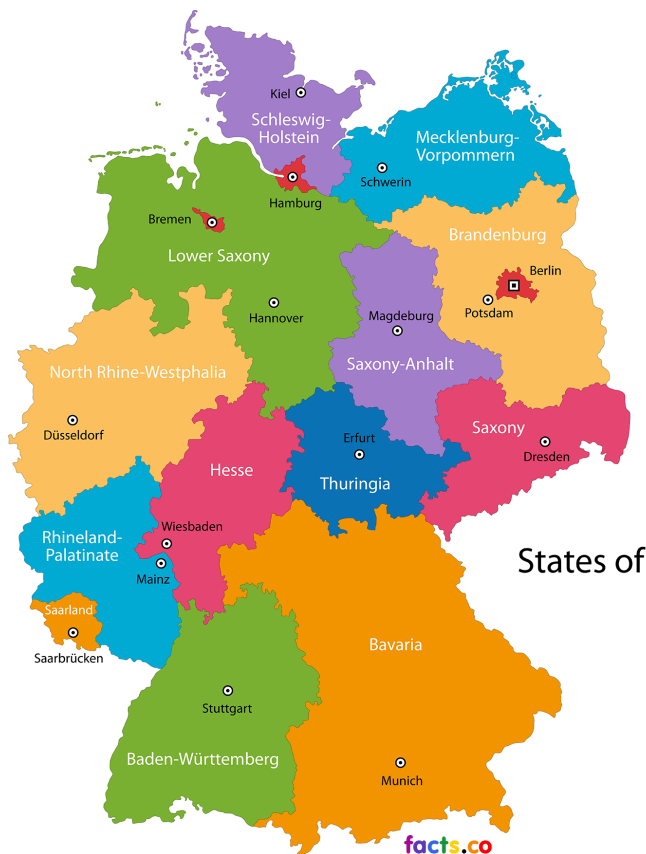 Kiel
Schleswig-
Holstein
Mecklenburg-
Vorpommern
Schwerin
Hamburg
Bremen
Brandenburg
Lower Saxony
Berlin
Potsdam
Hannover
Magdeburg
Saxony-Anhalt
North Rhine-Westphalia
Düsseldorf
Saxony
Erfurt
Dresden
Hesse
Thuringia
Wiesbaden
Rhineland-
Palatinate
States of
Mainz
Saarland
Bavaria
Saarbrücken
Stuttgart
Baden-Württemberg
Munich
facts.co